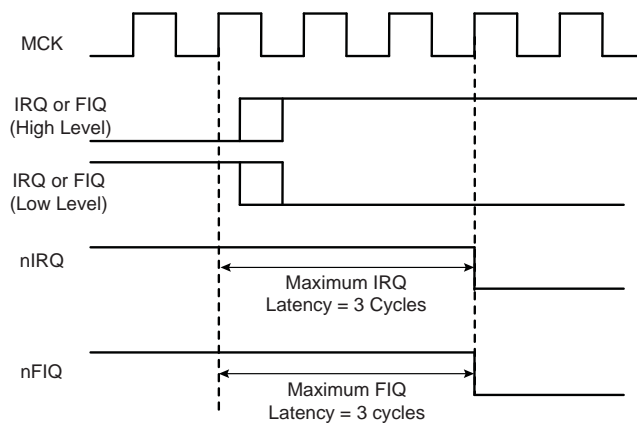 MCK
IRQ or FIQ
(High Level)
IRQ or FIQ
(Low Level)
nIRQ
Maximum IRQ
Latency = 3 Cycles
nFIQ
Maximum FIQ
Latency = 3 cycles